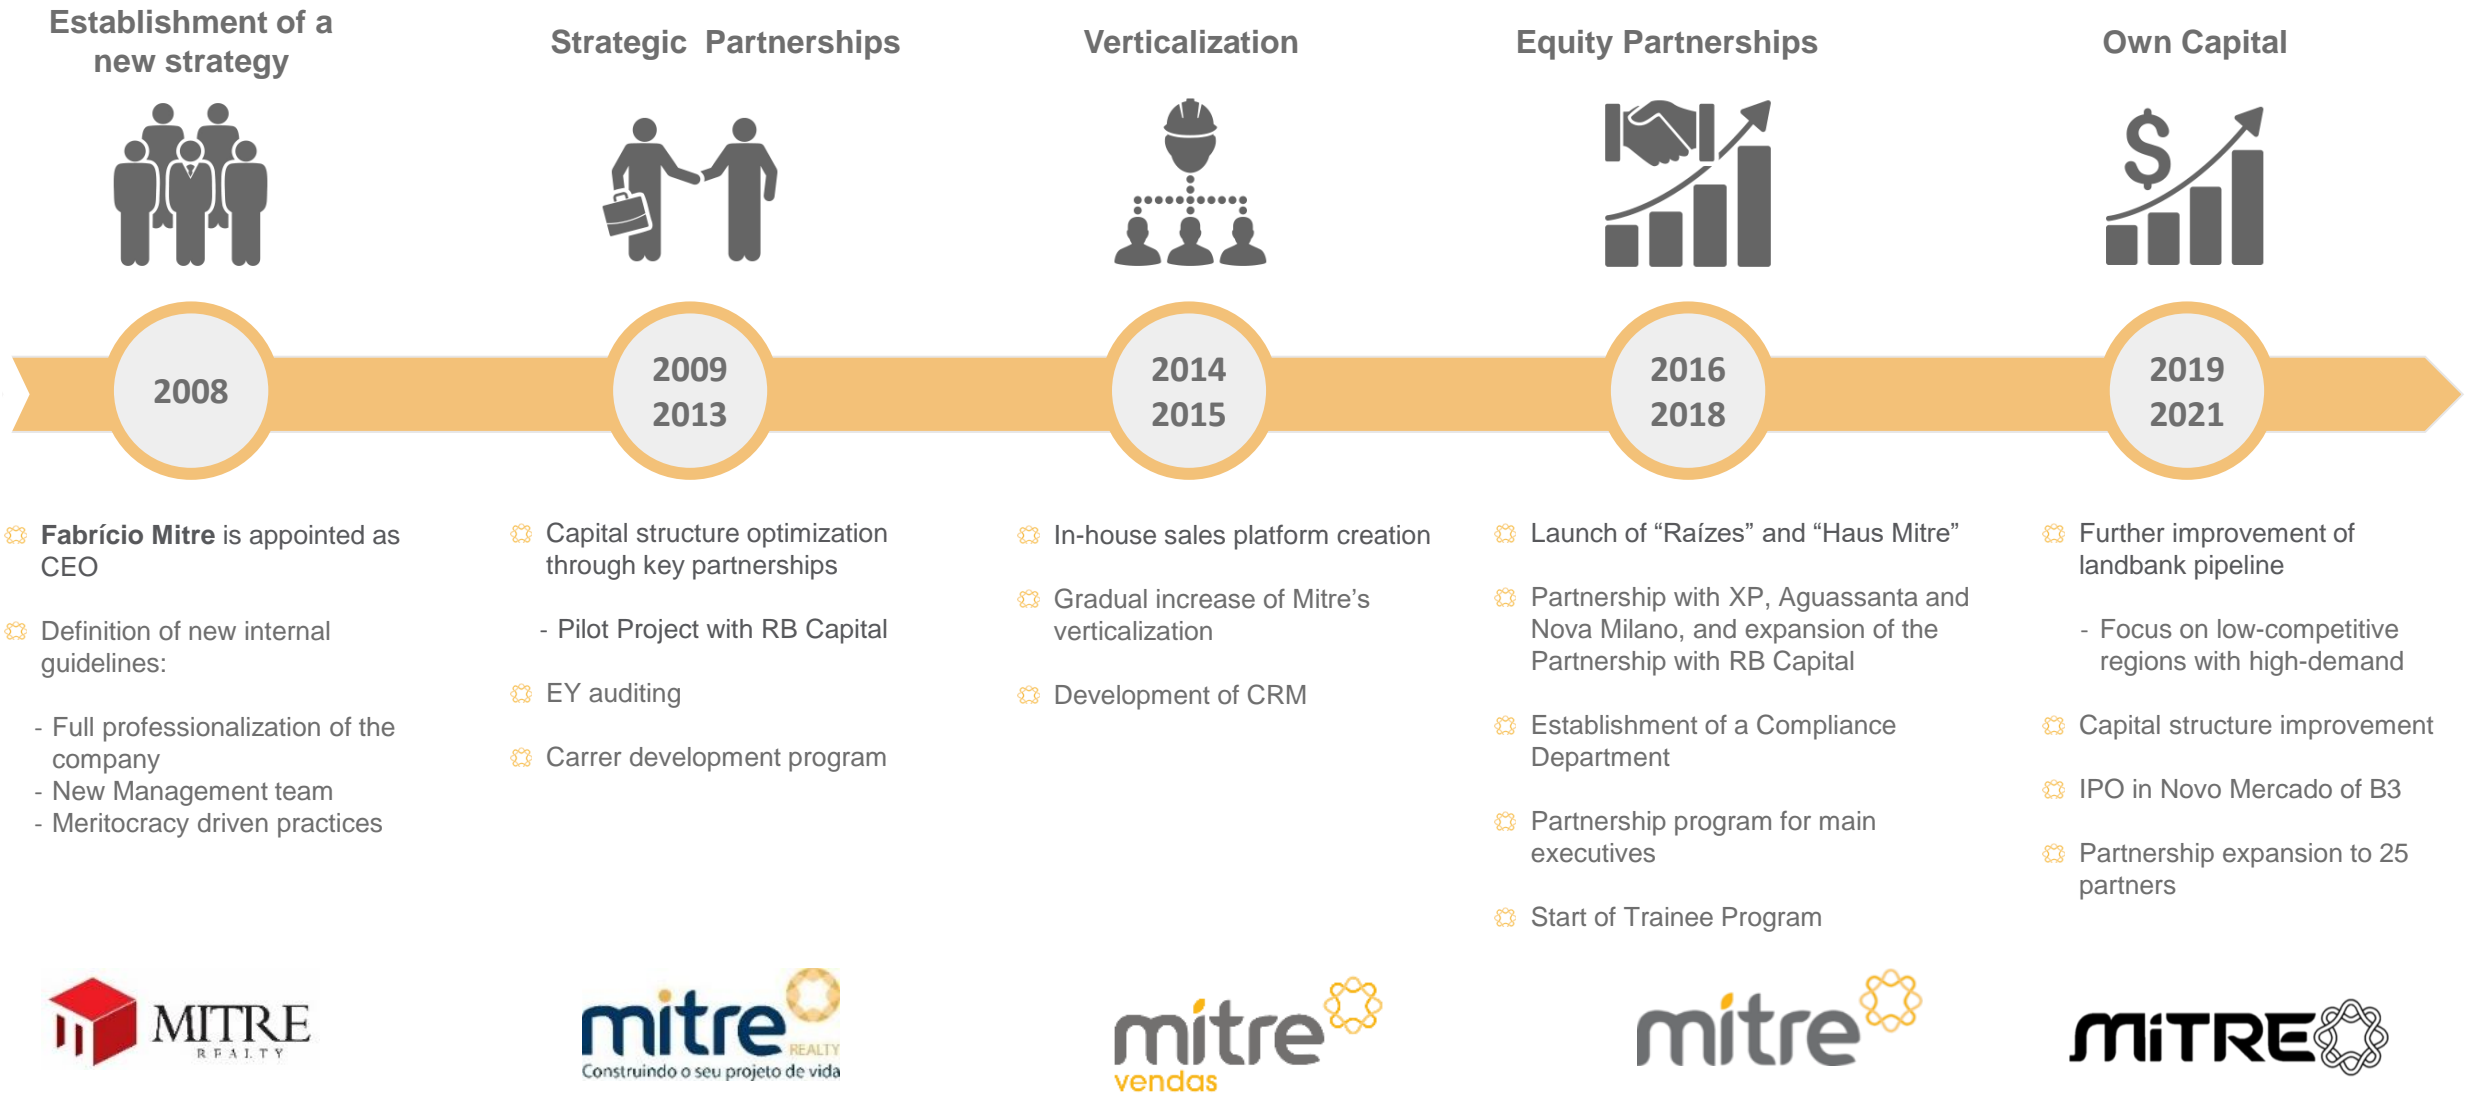 Establishment of a
new strategy
Strategic Partnerships
Verticalization
Equity Partnerships
Own Capital
2008
2009
2013
2014
2015
2016
2018
2019
2021
Fabrício Mitre is appointed as
CEO
Definition of new internal
guidelines:
- Full professionalization of the
company
- New Management team
- Meritocracy driven practices
Capital structure optimization
through key partnerships
- Pilot Project with RB Capital
EY auditing
Carrer development program
In-house sales platform creation
Gradual increase of Mitre’s
verticalization
Development of CRM
Launch of “Raízes” and “Haus Mitre”
Partnership with XP, Aguassanta and
Nova Milano, and expansion of the
Partnership with RB Capital
Establishment of a Compliance
Department
Partnership program for main
executives
Start of Trainee Program
Further improvement of
landbank pipeline
- Focus on low-competitive
regions with high-demand
Capital structure improvement
IPO in Novo Mercado of B3
Partnership expansion to 25
partners
MITRE
REALTY
mitre
REALTY
Construindo o seu projeto de vida
mitre
vendas
mitre
MiTRE